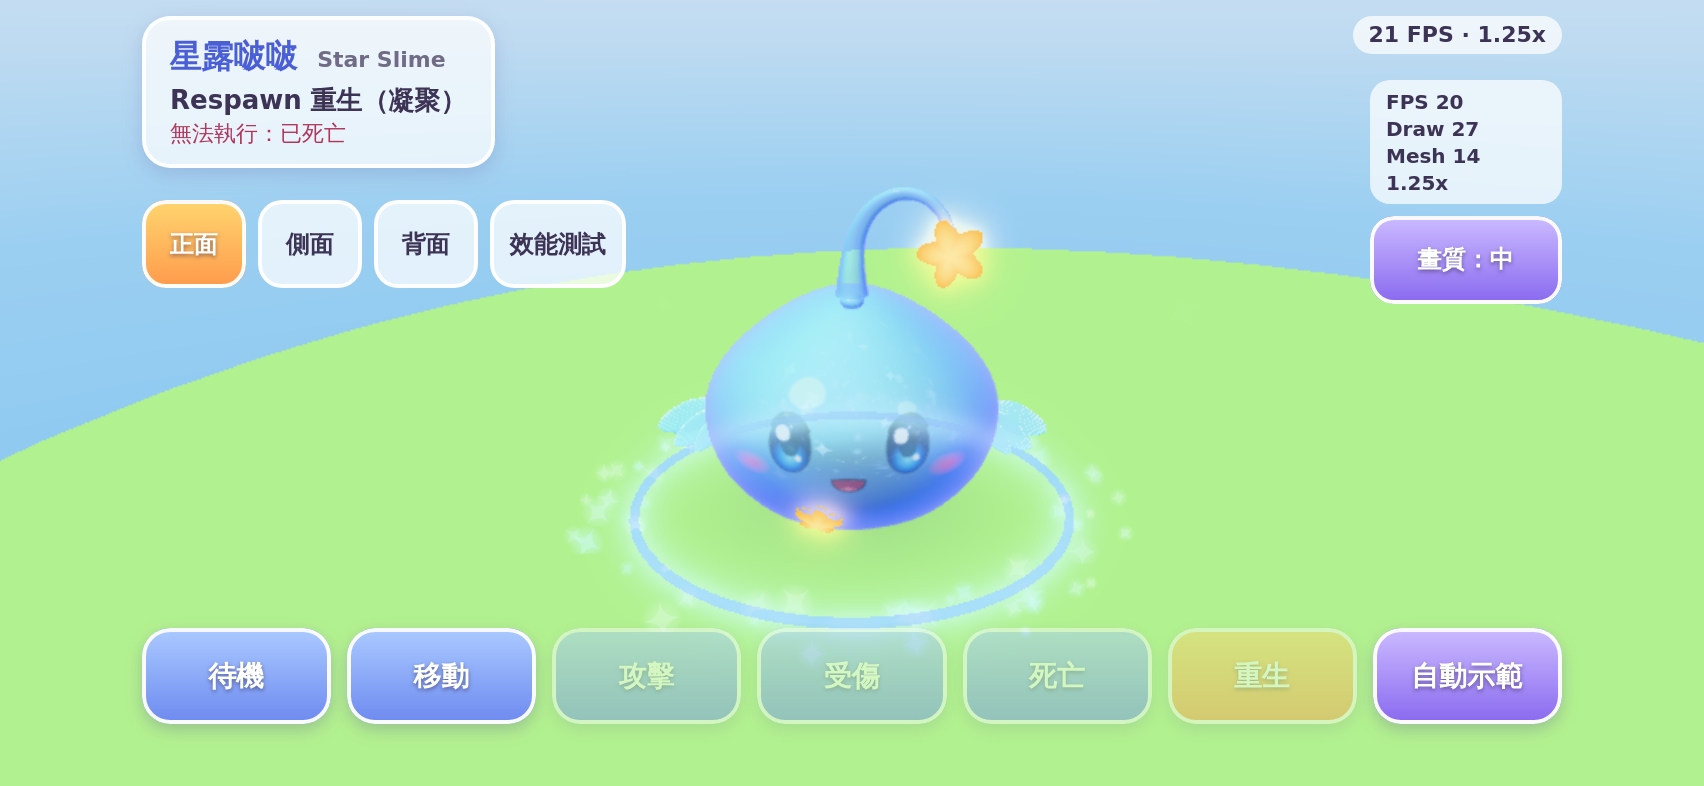 星露啵啵 Star Slime
Respawn 重生（凝聚）
無法執行：已死亡
21 FPS · 1.25x
FPS 20
Draw 27
Mesh 14
1.25x
正面 側面 背面 效能測試
畫質：中
待機 移動 攻擊 受傷 死亡 重生 自動示範